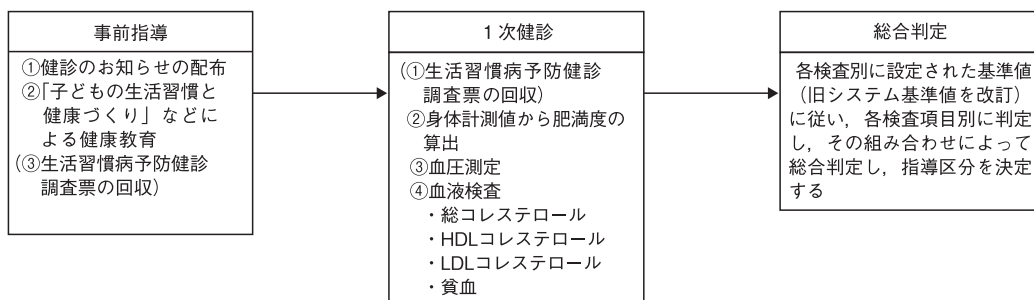 事前指導
①健診のお知らせの配布
②「子どもの生活習慣と
健康づくり」などに
よる健康教育
(③生活習慣病予防健診
調査票の回収)
1次健診
(①生活習慣病予防健診
調査票の回収)
②身体計測値から肥満度の
算出
③血圧測定
④血液検査
・総コレステロール
・HDLコレステロール
・LDLコレステロール
・貧血
総合判定
各検査別に設定された基準値
(旧システム基準値を改訂)
に従い，各検査項目別に判定
し，その組み合わせによって
総合判定し，指導区分を決定
する